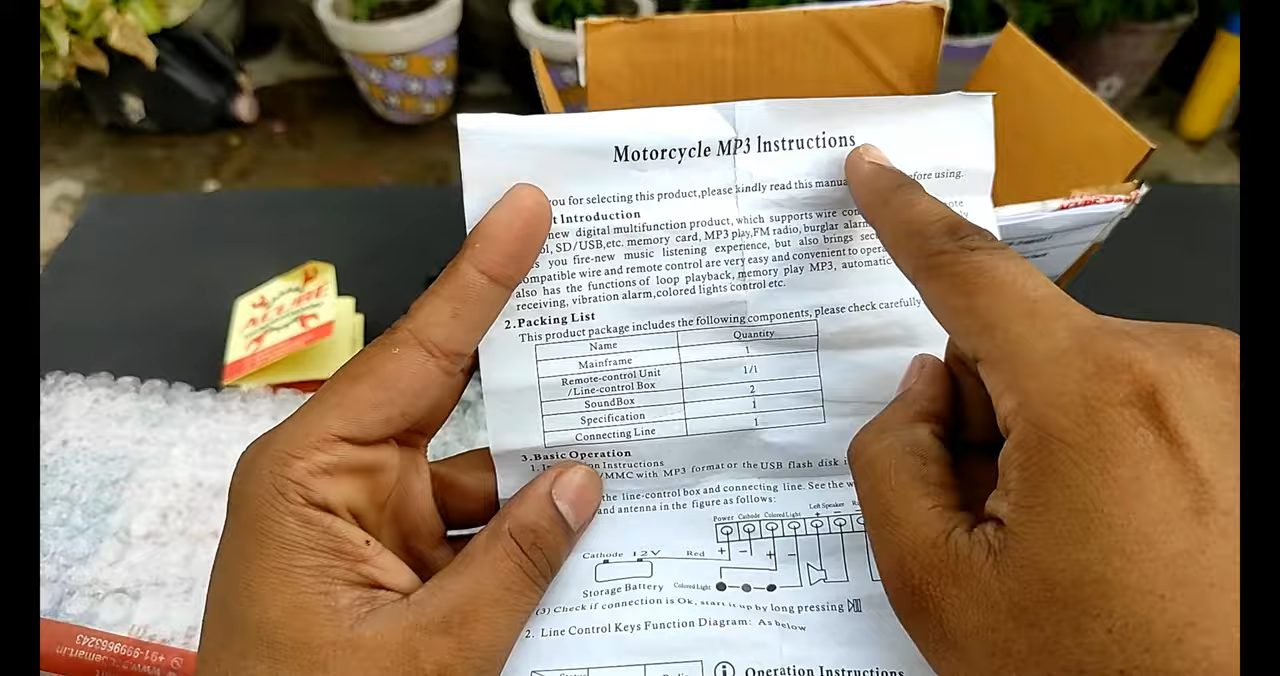 Motorcycle MP3 Instructions
you for selecting this product,please kindly read this before using.
Introduction
new digital multifunction product, which supports wire
SD/USB,etc. memory card, MP3 play,FM radio, burglar
you fire-new music listening experience, but also brings
wire and remote control are very easy and convenient to
also has the functions of loop playback, memory play MP3, automatic
receiving, vibration alarm,colored lights control etc.
2.Packing List
This product package includes the following components, please check carefully
Name Quantity
Mainframe 1
Remote-control Unit
/Line-control Box 1/1
SoundBox 2
Specification 1
Connecting Line 1
3.Basic Operation
1. Instructions
/MMC with MP3 format or the USB flash disk
the line-control box and connecting line. See the
and antenna in the figure as follows:
Power Cathode Colored Light Left Speaker
+ −
Cathode 12V Red + − + −
Storage Battery Colored Light
(3) Check if connection is Ok, start it up by long pressing
2. Line Control Keys Function Diagram: As below
Operation Instructions
+91-9999663243